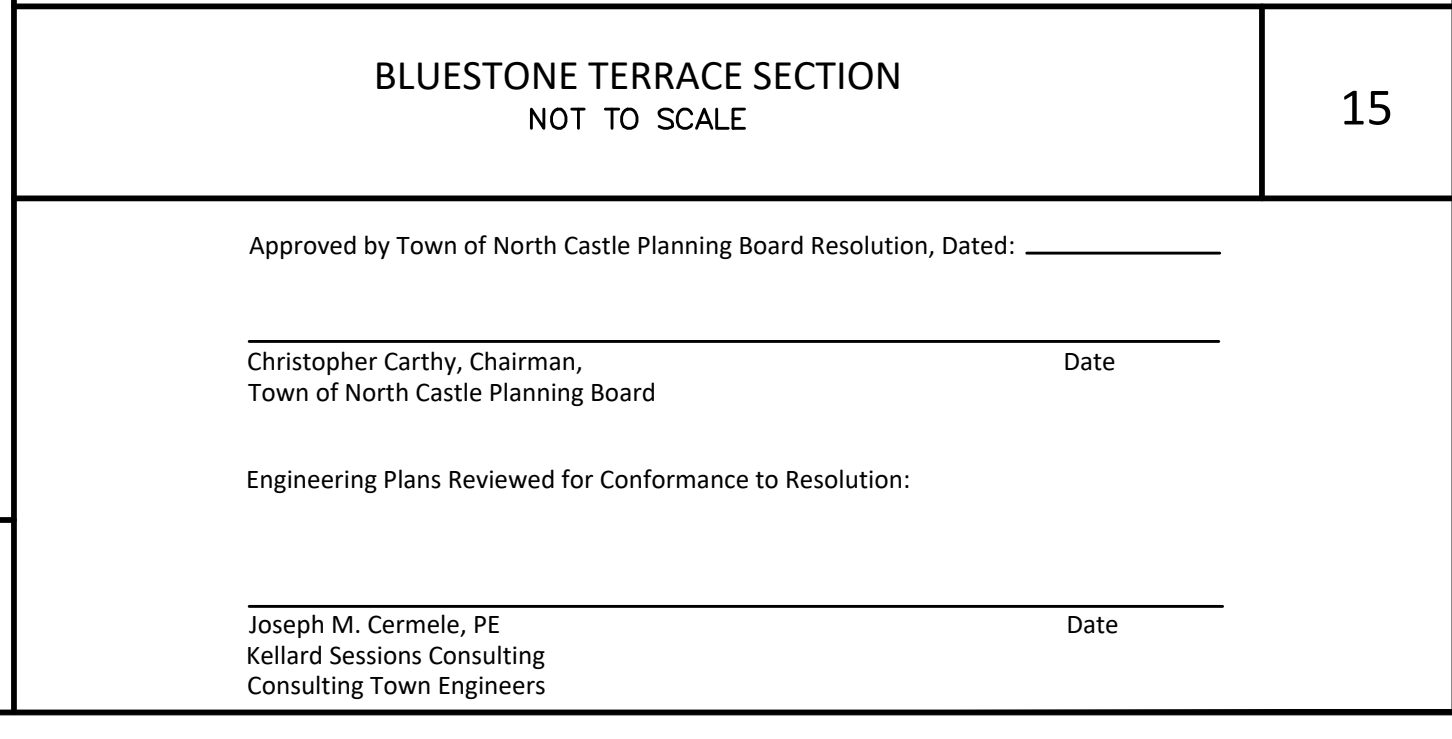 BLUESTONE TERRACE SECTION
NOT TO SCALE
15
Approved by Town of North Castle Planning Board Resolution, Dated:
Christopher Carthy, Chairman, Date
Town of North Castle Planning Board
Engineering Plans Reviewed for Conformance to Resolution:
Joseph M. Cermele, PE Date
Kellard Sessions Consulting
Consulting Town Engineers